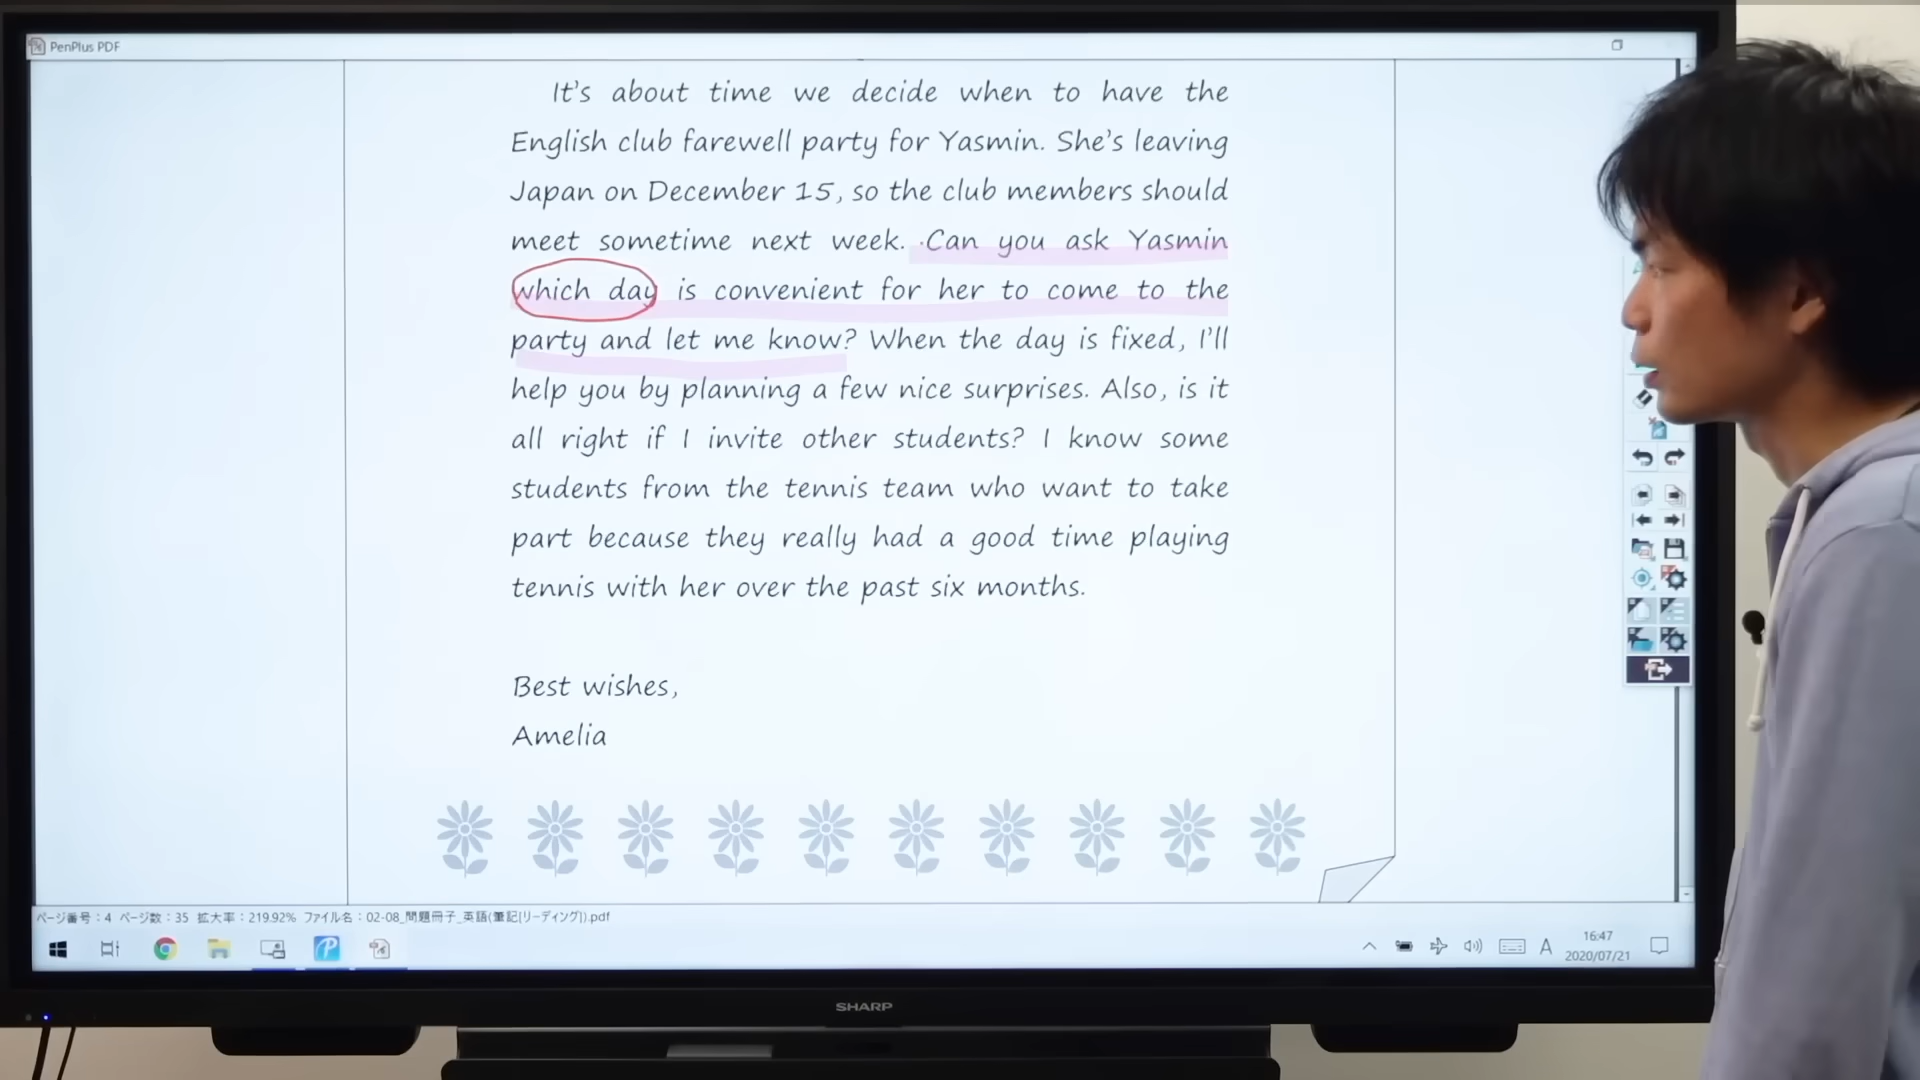 PenPlus PDF
It's about time we decide when to have the
English club farewell party for Yasmin. She's leaving
Japan on December 15, so the club members should
meet sometime next week. Can you ask Yasmin
which day is convenient for her to come to the
party and let me know? When the day is fixed, I'll
help you by planning a few nice surprises. Also, is it
all right if I invite other students? I know some
students from the tennis team who want to take
part because they really had a good time playing
tennis with her over the past six months.
Best wishes,
Amelia
ページ番号：4 ページ数：35 拡大率：219.92% ファイル名：02-08_問題冊子_英語(筆記[リーディング]).pdf
A
16:47
2020/07/21
SHARP